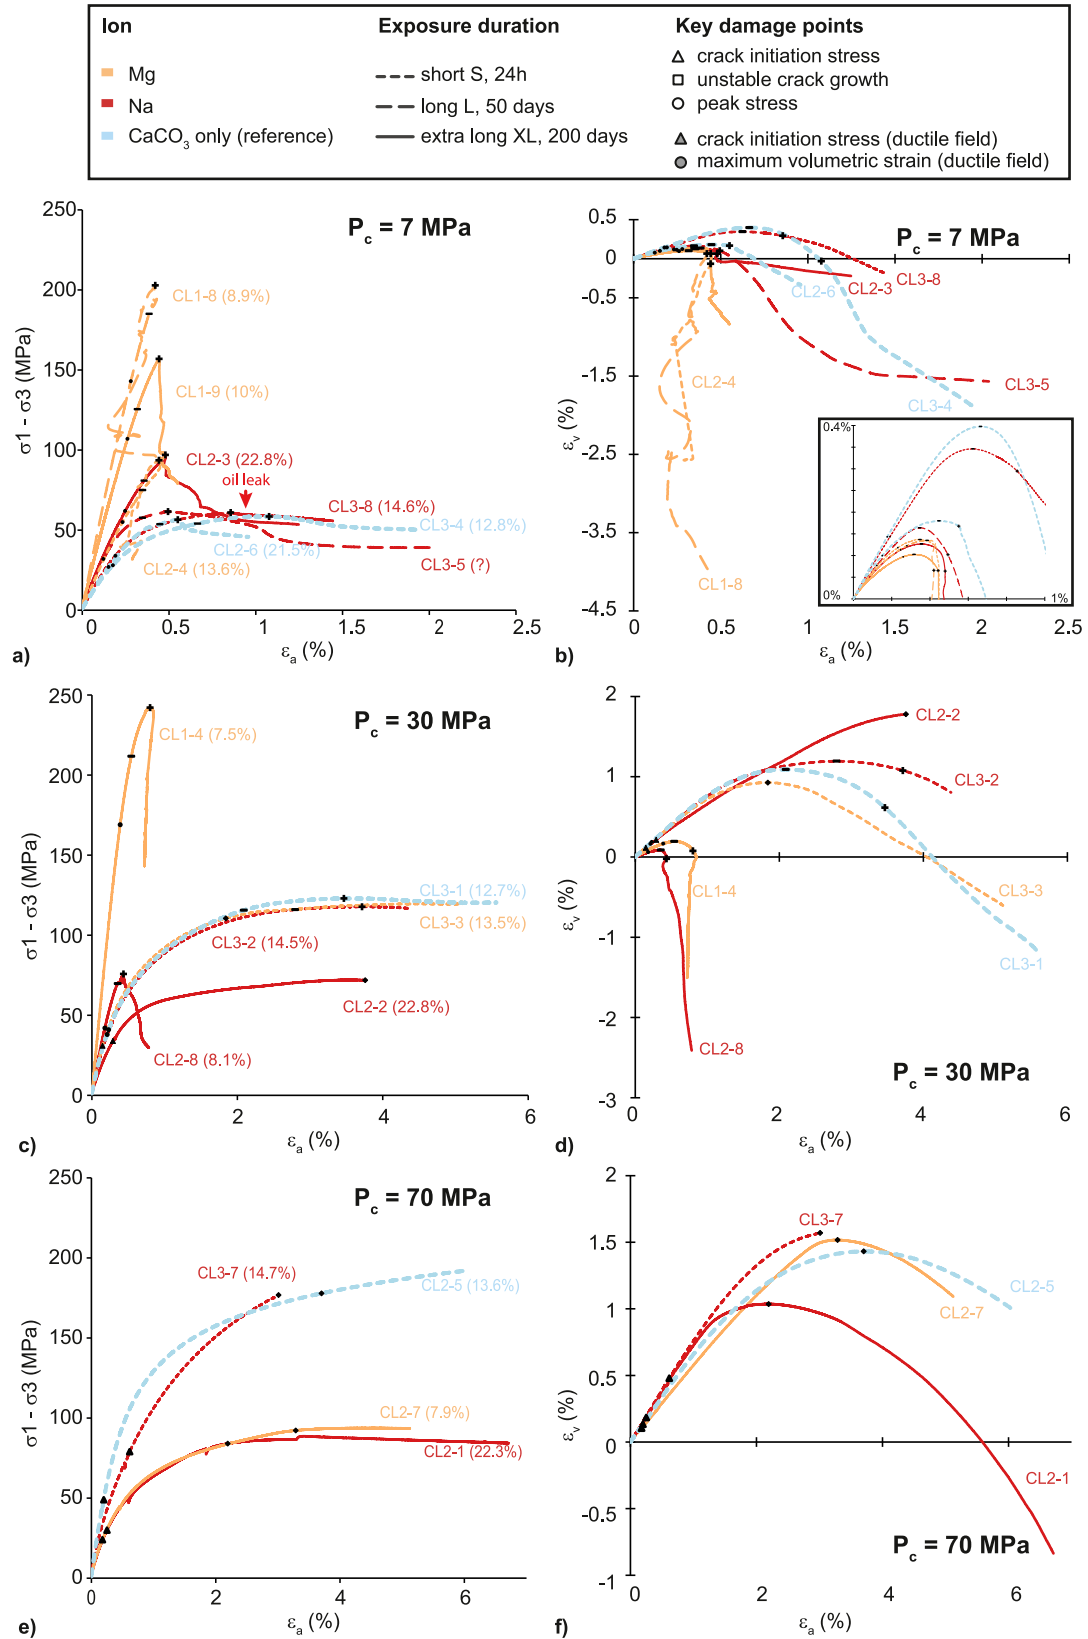 Ion
Exposure duration
Key damage points
Mg
short S, 24h
crack initiation stress
unstable crack growth
Na
long L, 50 days
peak stress
CaCO3 only (reference)
extra long XL, 200 days
crack initiation stress (ductile field)
maximum volumetric strain (ductile field)
Pc = 7 MPa
σ1 - σ3 (MPa)
250
200
150
100
50
0
0
0.5
1
1.5
2
2.5
εa (%)
CL1-8 (8.9%)
CL1-9 (10%)
CL2-3 (22.8%)
oil leak
CL3-8 (14.6%)
CL3-4 (12.8%)
CL2-6 (21.5%)
CL2-4 (13.6%)
CL3-5 (?)
a)
Pc = 7 MPa
εv (%)
0.5
0
-0.5
-1.5
-2.5
-3.5
-4.5
0
0.5
1
1.5
2
2.5
εa (%)
CL3-8
CL2-3
CL2-6
CL2-4
CL3-5
CL3-4
CL1-8
0.4%
0%
1%
b)
Pc = 30 MPa
σ1 - σ3 (MPa)
250
200
150
100
50
0
0
2
4
6
εa (%)
CL1-4 (7.5%)
CL3-1 (12.7%)
CL3-3 (13.5%)
CL3-2 (14.5%)
CL2-2 (22.8%)
CL2-8 (8.1%)
c)
εv (%)
2
1
0
-1
-2
-3
0
2
4
6
εa (%)
CL2-2
CL3-2
CL1-4
CL3-3
CL3-1
CL2-8
Pc = 30 MPa
d)
Pc = 70 MPa
σ1 - σ3 (MPa)
250
200
150
100
50
0
0
2
4
6
εa (%)
CL3-7 (14.7%)
CL2-5 (13.6%)
CL2-7 (7.9%)
CL2-1 (22.3%)
e)
εv (%)
2
1.5
1
0.5
0
-0.5
-1
0
2
4
6
εa (%)
CL3-7
CL2-5
CL2-7
CL2-1
Pc = 70 MPa
f)